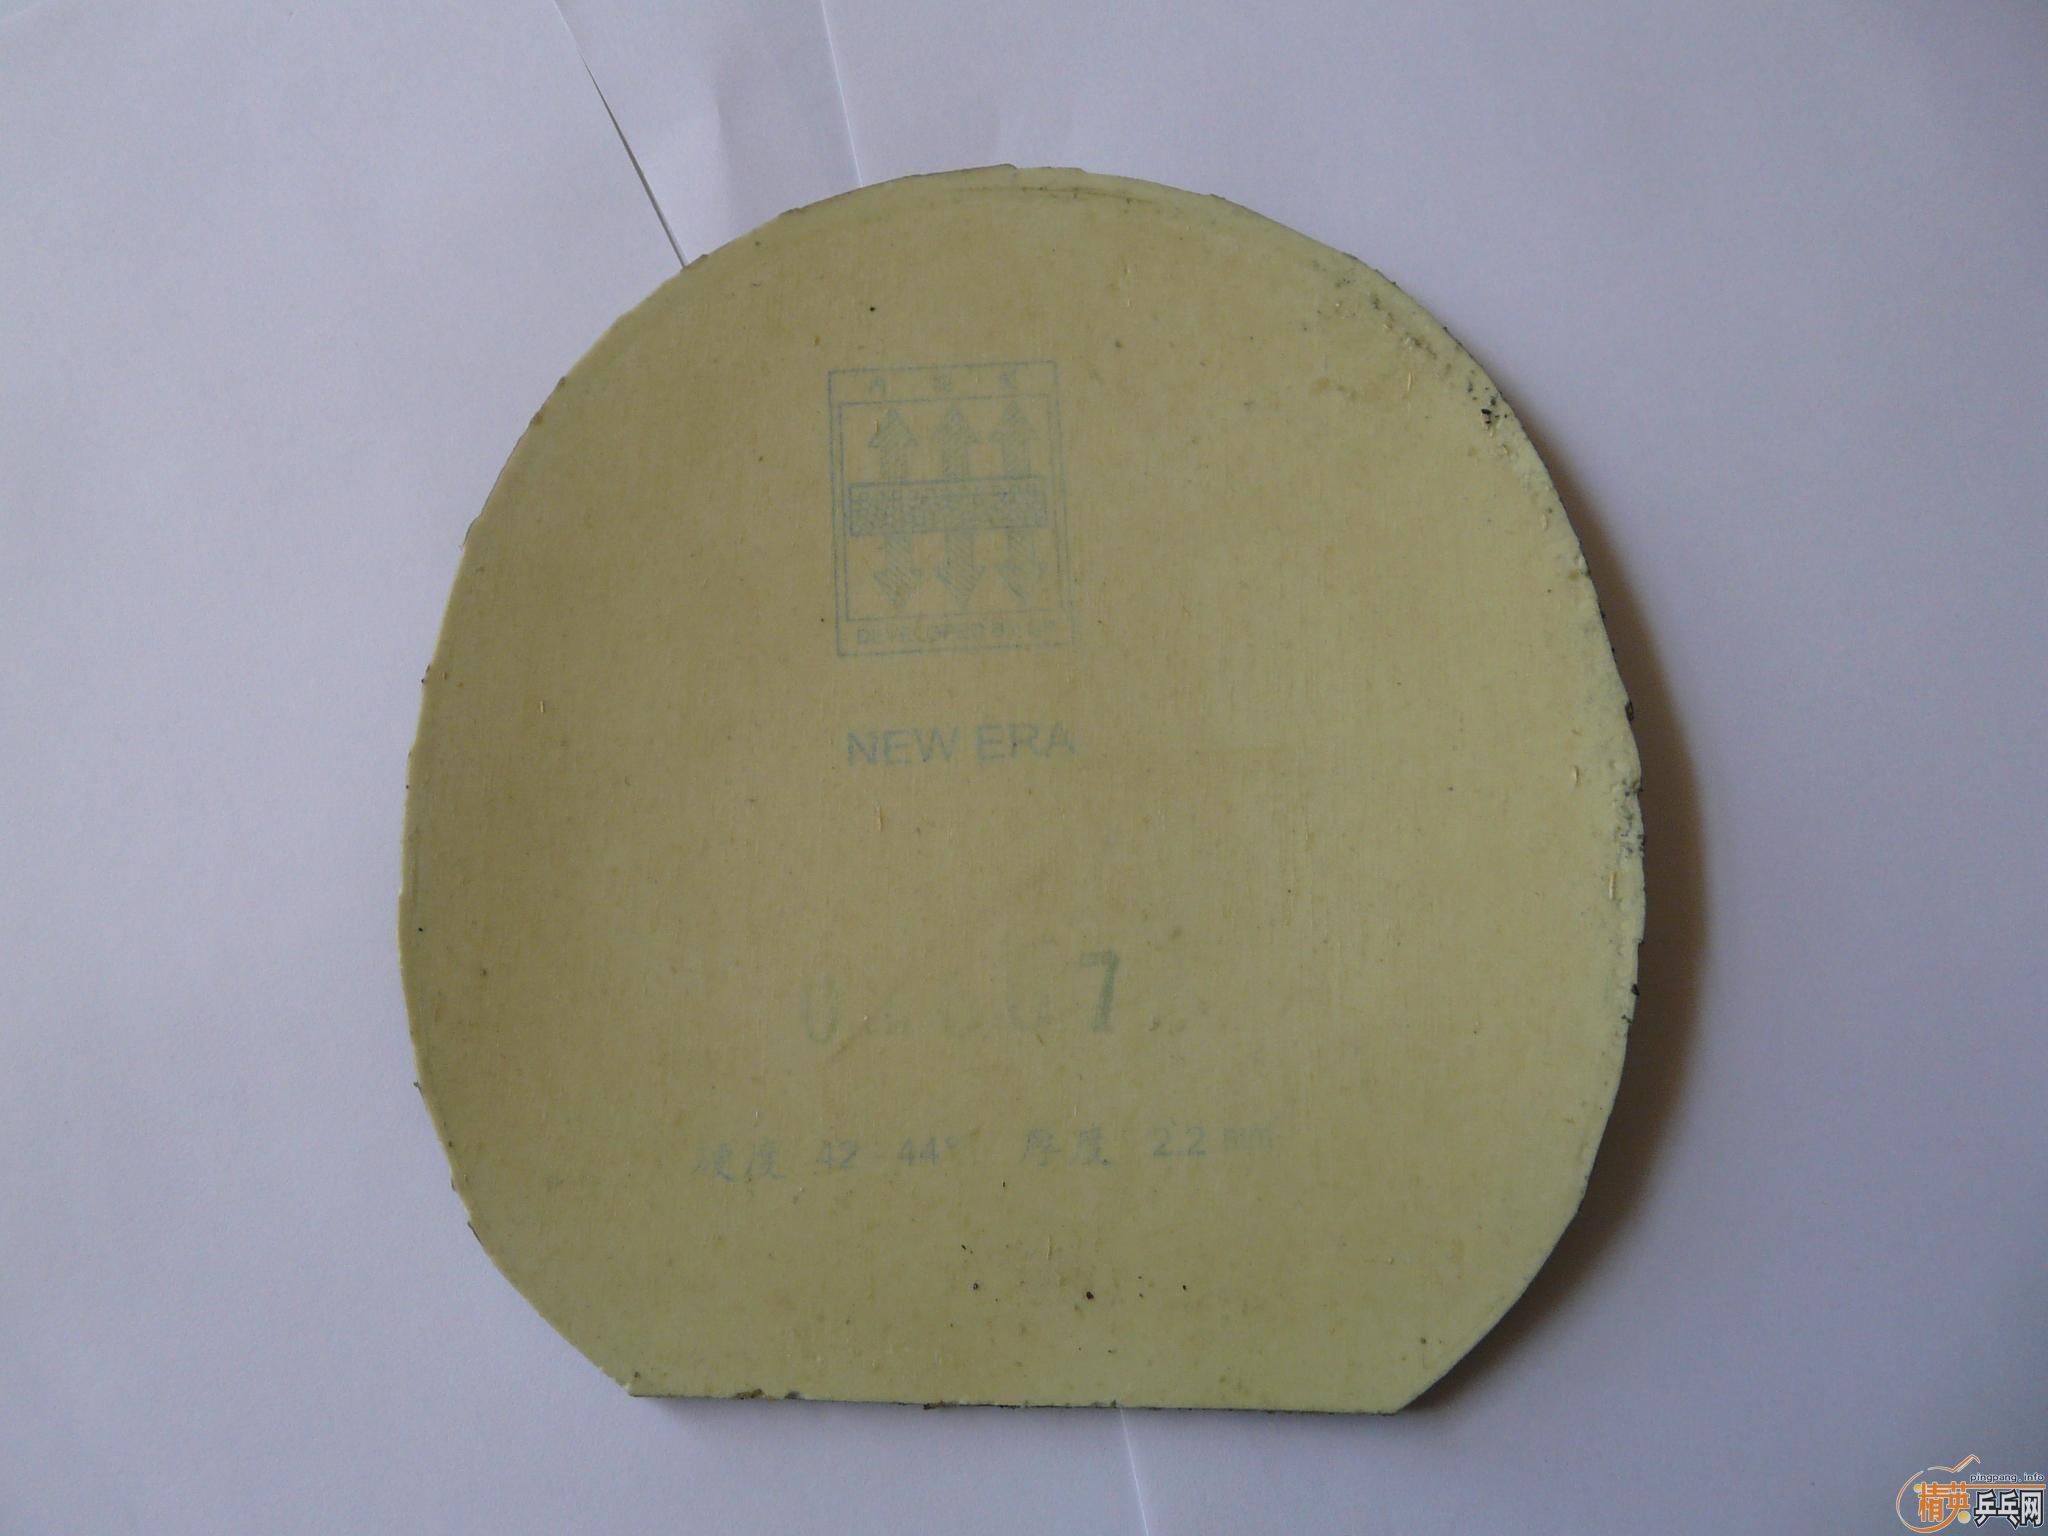 DEVELOPED BY
NEW ERA
7
硬度 42-44° 厚度 2.2 mm
pingpang.info
精英乒乓网